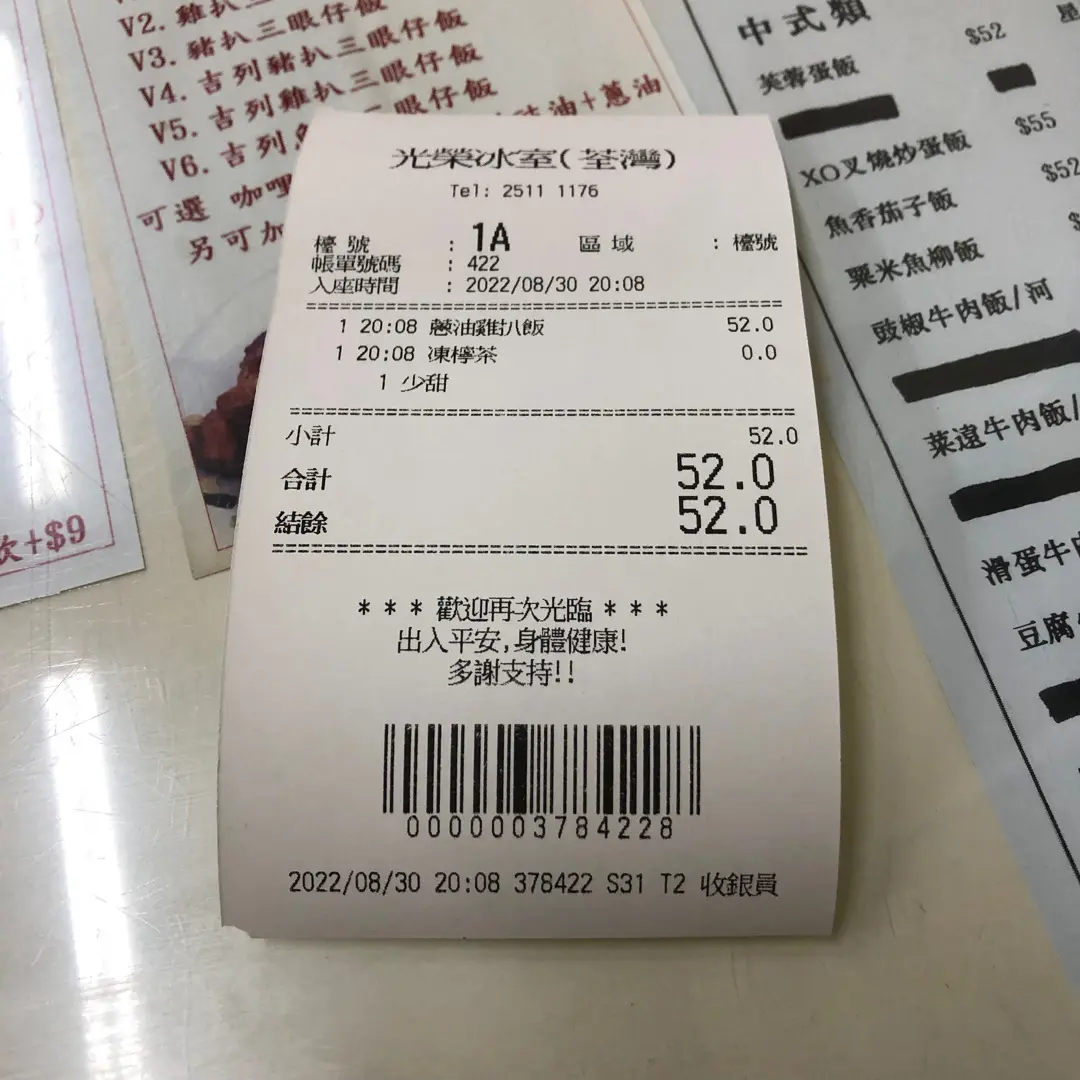 V2. 雞扒三眼仔飯
V3. 豬扒三眼仔飯
V4. 吉列豬扒三眼仔飯
V5. 吉列雞扒三眼仔飯
V6. 吉列
眼仔飯
豉油+蔥油
可選 咖哩
另可加
飲+$9
光榮冰室(荃灣)
Tel: 2511 1176
檯號 : 1A 區域 : 檯號
帳單號碼 : 422
入座時間 : 2022/08/30 20:08
1 20:08 蔥油雞扒飯 52.0
1 20:08 凍檸茶 0.0
1 少甜
小計 52.0
合計 52.0
結餘 52.0
* * * 歡迎再次光臨 * * *
出入平安,身體健康!
多謝支持!!
0000003784228
2022/08/30 20:08 378422 S31 T2 收銀員
中式類
芙蓉蛋飯 $52
XO叉燒炒蛋飯 $55
魚香茄子飯 $52
粟米魚柳飯
豉椒牛肉飯/河
菜遠牛肉飯/
滑蛋牛肉
豆腐